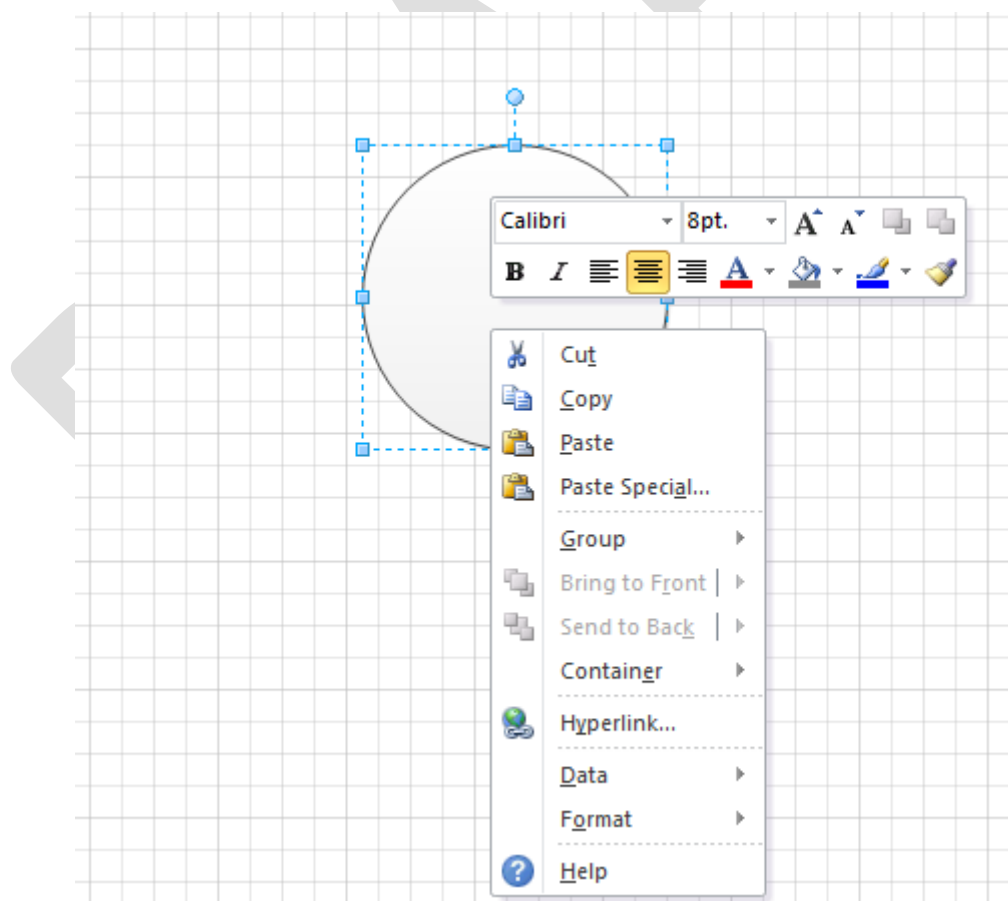 Calibri 8pt.
Cut
Copy
Paste
Paste Special...
Group
Bring to Front
Send to Back
Container
Hyperlink...
Data
Format
Help